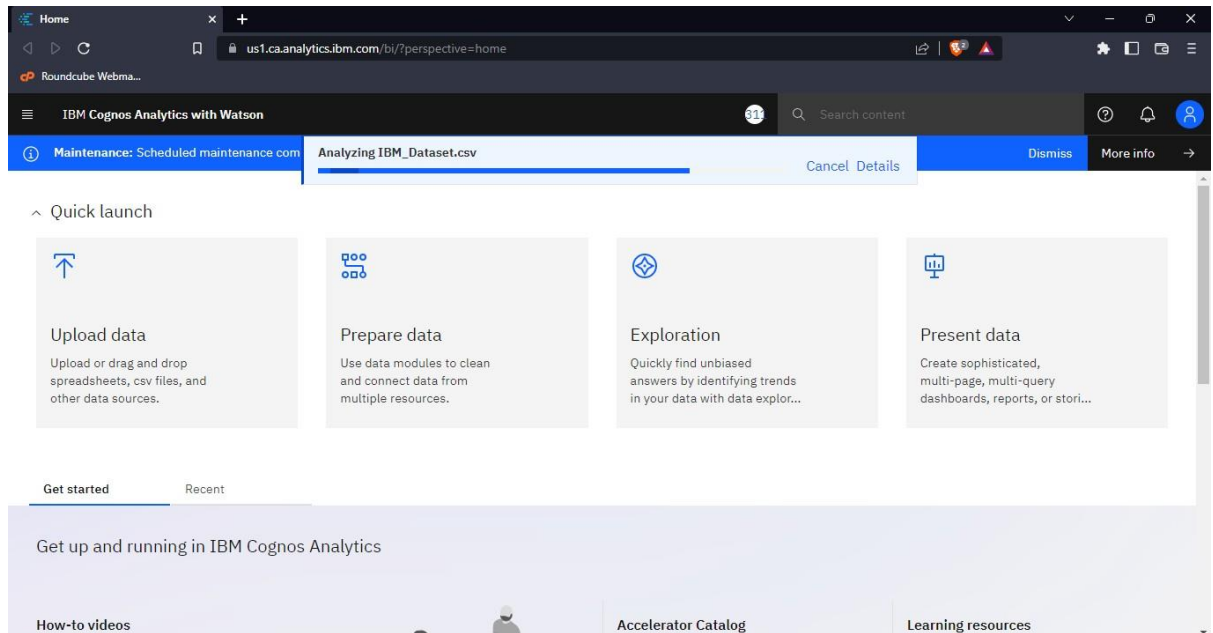 Home
us1.ca.analytics.ibm.com/bi/?perspective=home
2
Roundcube Webma...
IBM Cognos Analytics with Watson
311
Search content
Maintenance: Scheduled maintenance com
Analyzing IBM_Dataset.csv
Cancel Details
Dismiss
More info
Quick launch
Upload data
Upload or drag and drop
spreadsheets, csv files, and
other data sources.
Prepare data
Use data modules to clean
and connect data from
multiple resources.
Exploration
Quickly find unbiased
answers by identifying trends
in your data with data explor...
Present data
Create sophisticated,
multi-page, multi-query
dashboards, reports, or stori...
Get started
Recent
Get up and running in IBM Cognos Analytics
How-to videos
Accelerator Catalog
Learning resources